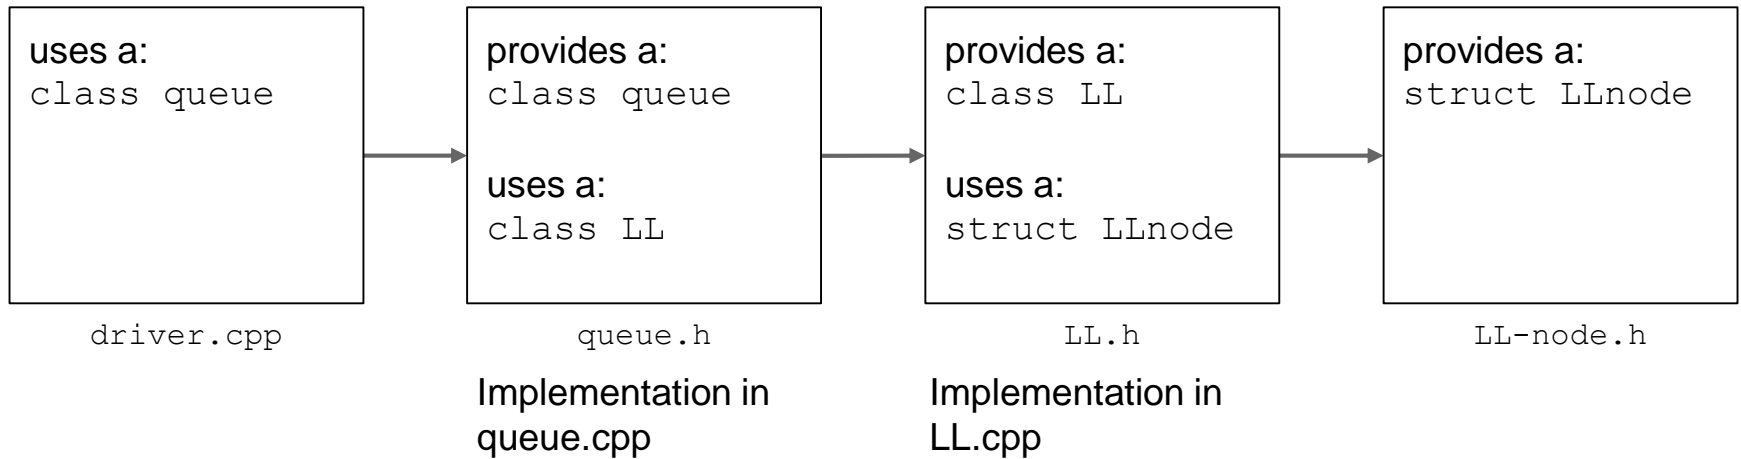 uses a:
class queue
provides a:
class queue
uses a:
class LL
provides a:
class LL
uses a:
struct LLnode
provides a:
struct LLnode
driver.cpp
queue.h
LL.h
LL-node.h
Implementation in
queue.cpp
Implementation in
LL.cpp